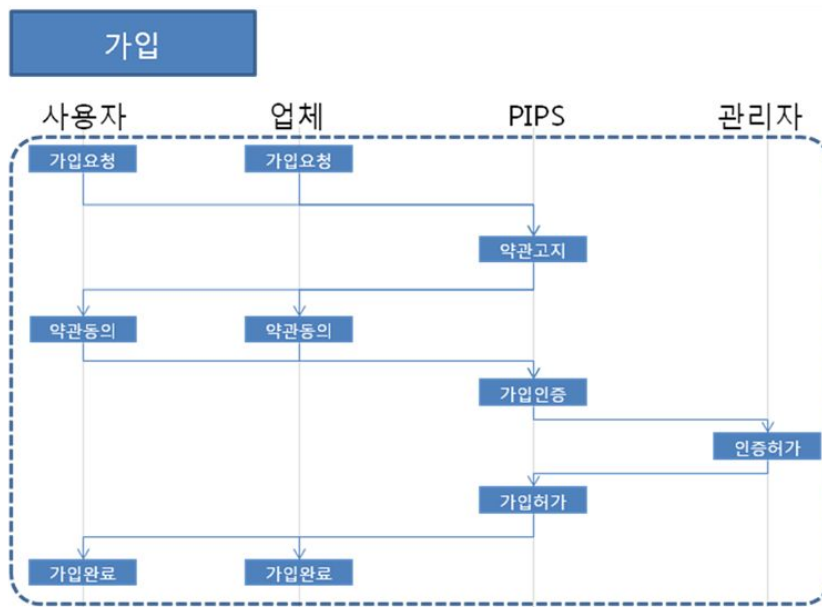 가입
사용자 업체 PIPS 관리자
가입요청 가입요청
약관고지
약관동의 약관동의
가입인증
인증허가
가입허가
가입완료 가입완료